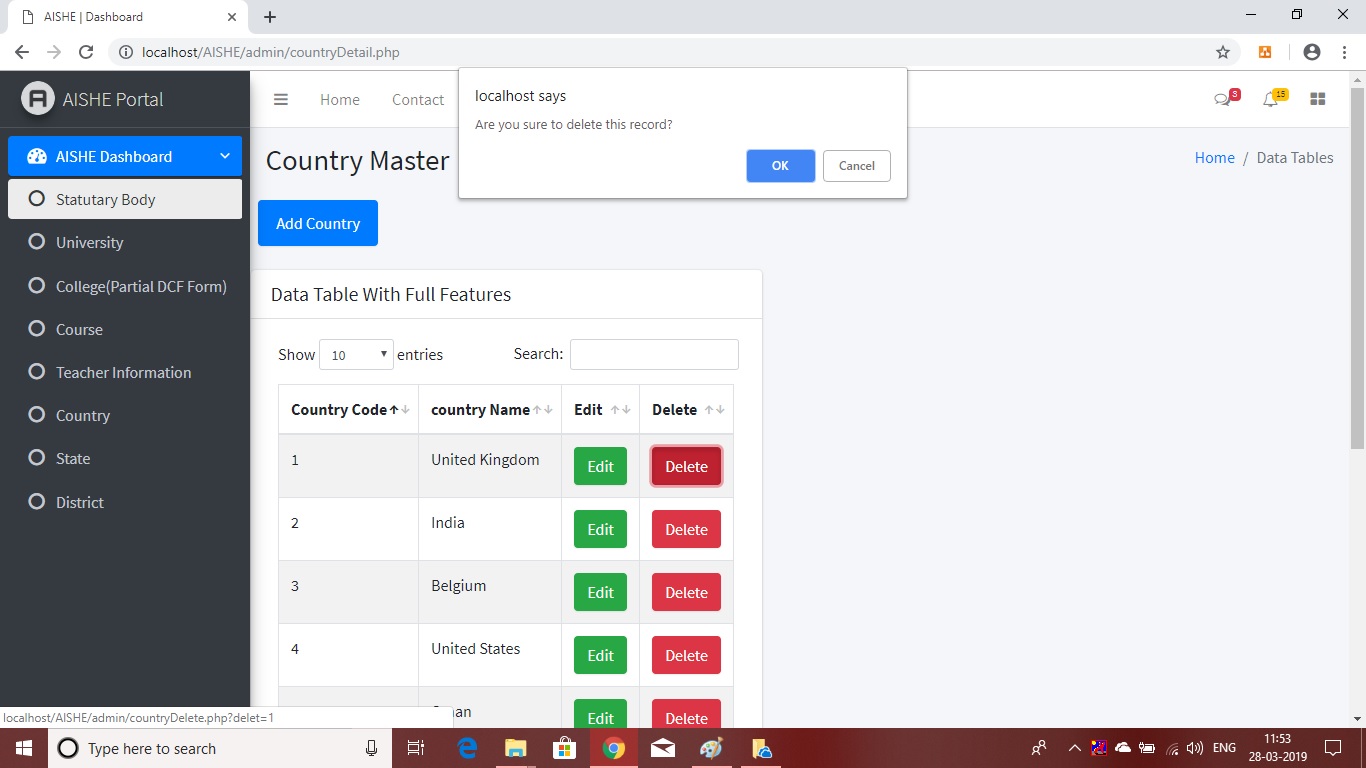 AISHE | Dashboard
localhost/AISHE/admin/countryDetail.php
localhost says
Are you sure to delete this record?
OK
Cancel
AISHE Portal
Home
Contact
3
15
AISHE Dashboard
Statutary Body
University
College(Partial DCF Form)
Course
Teacher Information
Country
State
District
Country Master
Home / Data Tables
Add Country
Data Table With Full Features
Show 10 entries
Search:
Country Code country Name Edit Delete
1 United Kingdom Edit Delete
2 India Edit Delete
3 Belgium Edit Delete
4 United States Edit Delete
Edit Delete
localhost/AISHE/admin/countryDelete.php?delet=1
Type here to search
ENG
11:53
28-03-2019